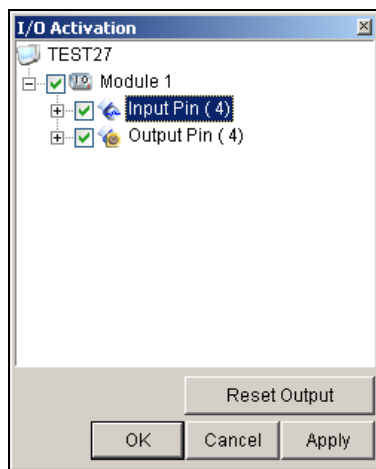 I/O Activation
TEST27
Module 1
Input Pin ( 4)
Output Pin ( 4)
Reset Output
OK Cancel Apply